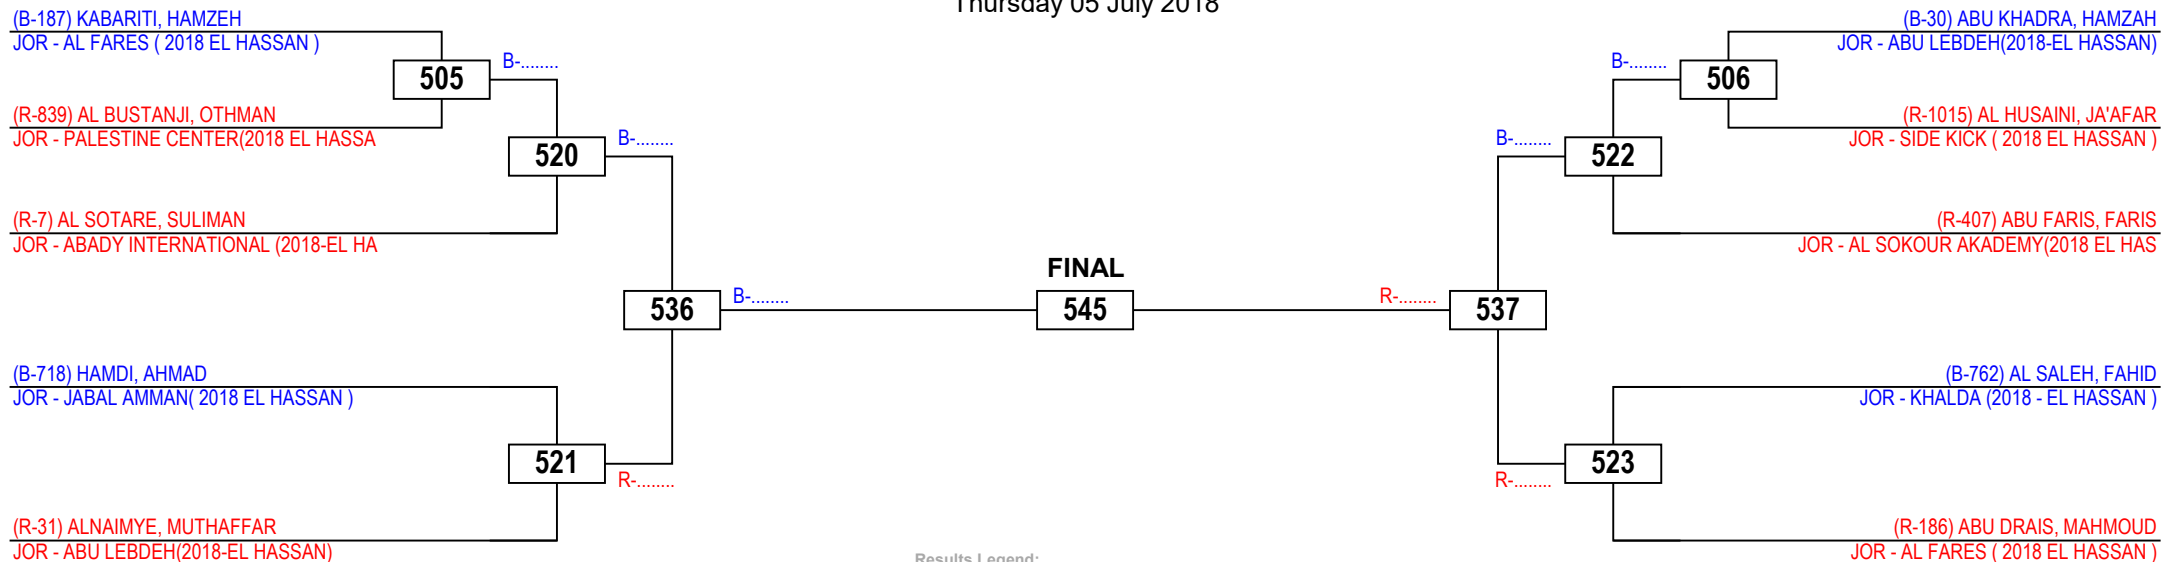 Thursday 05 July 2018
(B-187) KABARITI, HAMZEH
JOR - AL FARES ( 2018 EL HASSAN )
505
B-........
(R-839) AL BUSTANJI, OTHMAN
JOR - PALESTINE CENTER(2018 EL HASSA
520
B-........
(R-7) AL SOTARE, SULIMAN
JOR - ABADY INTERNATIONAL (2018-EL HA
536
B-........
(B-718) HAMDI, AHMAD
JOR - JABAL AMMAN( 2018 EL HASSAN )
521
R-........
(R-31) ALNAIMYE, MUTHAFFAR
JOR - ABU LEBDEH(2018-EL HASSAN)
FINAL
545
(B-30) ABU KHADRA, HAMZAH
JOR - ABU LEBDEH(2018-EL HASSAN)
B-........
506
(R-1015) AL HUSAINI, JA'AFAR
JOR - SIDE KICK ( 2018 EL HASSAN )
B-........
522
(R-407) ABU FARIS, FARIS
JOR - AL SOKOUR AKADEMY(2018 EL HAS
R-........
537
(B-762) AL SALEH, FAHID
JOR - KHALDA (2018 - EL HASSAN )
523
R-........
(R-186) ABU DRAIS, MAHMOUD
JOR - AL FARES ( 2018 EL HASSAN )
Results Legend: